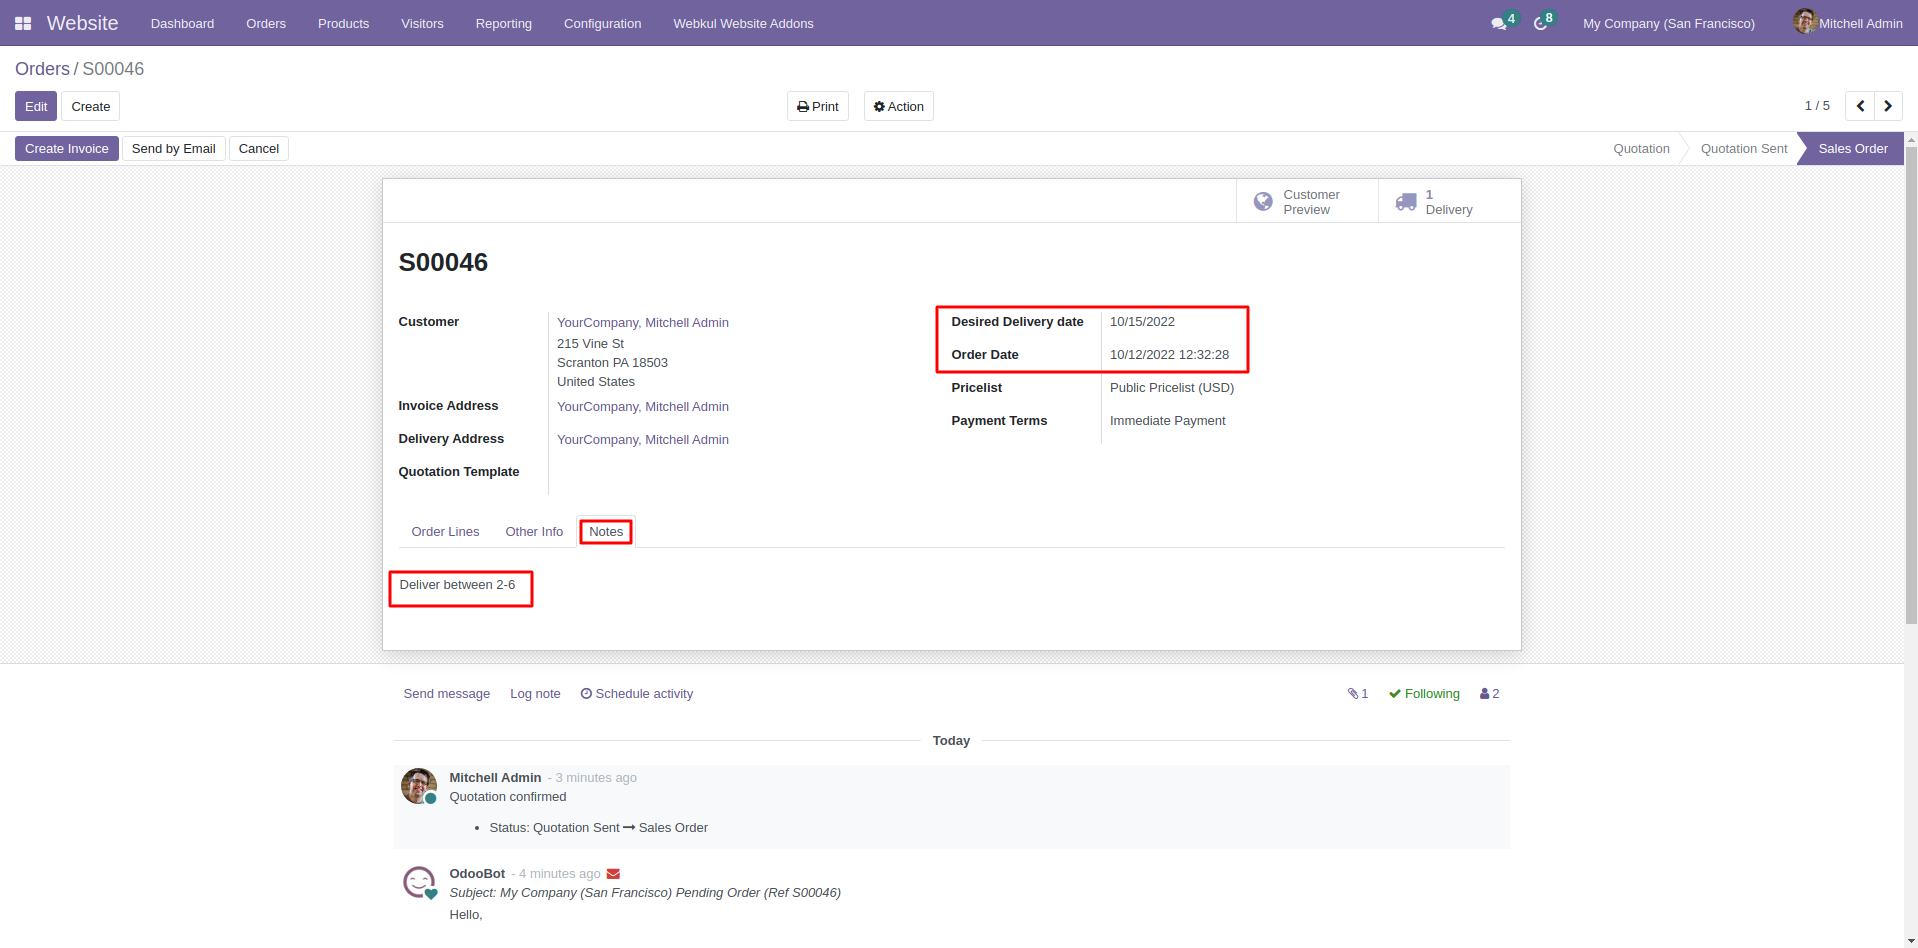 Website Dashboard Orders Products Visitors Reporting Configuration Webkul Website Addons 4 8 My Company (San Francisco) Mitchell Admin
Orders / S00046
Edit Create Print Action 1 / 5
Create Invoice Send by Email Cancel Quotation Quotation Sent Sales Order
Customer Preview
1 Delivery
S00046
Customer YourCompany, Mitchell Admin
215 Vine St
Scranton PA 18503
United States
Invoice Address YourCompany, Mitchell Admin
Delivery Address YourCompany, Mitchell Admin
Quotation Template
Desired Delivery date 10/15/2022
Order Date 10/12/2022 12:32:28
Pricelist Public Pricelist (USD)
Payment Terms Immediate Payment
Order Lines Other Info Notes
Deliver between 2-6
Send message Log note Schedule activity 1 Following 2
Today
Mitchell Admin - 3 minutes ago
Quotation confirmed
• Status: Quotation Sent → Sales Order
OdooBot - 4 minutes ago
Subject: My Company (San Francisco) Pending Order (Ref S00046)
Hello,